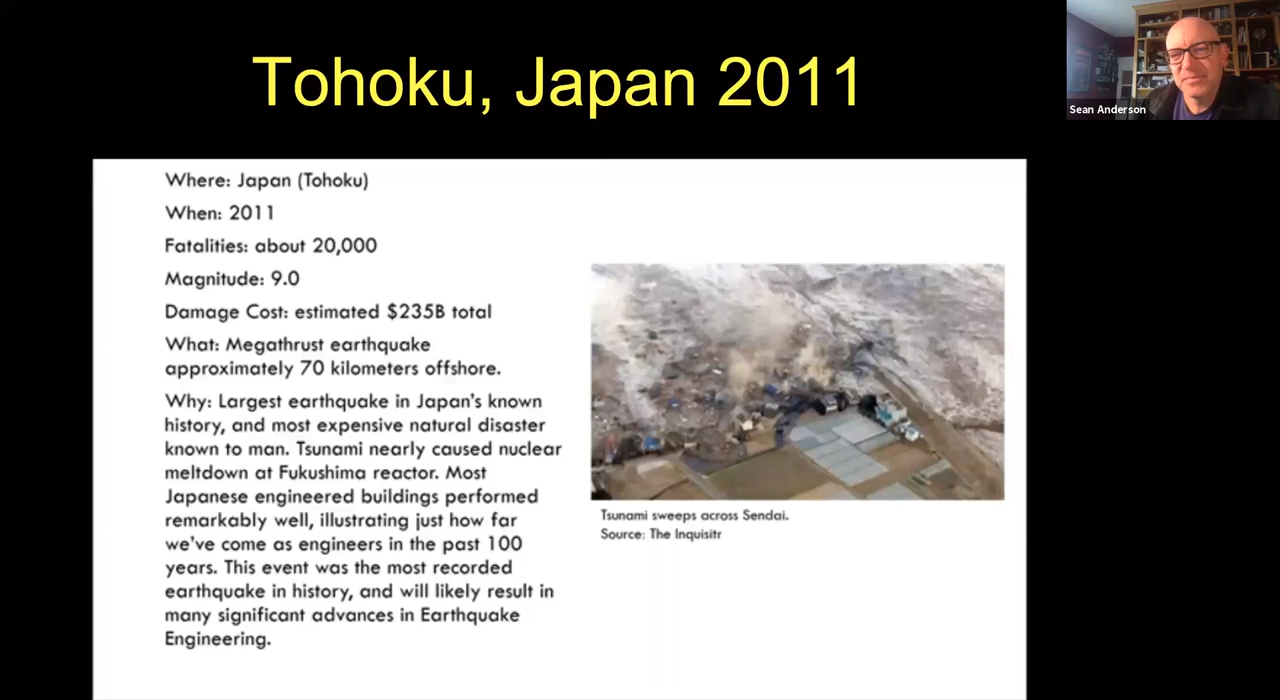 Tohoku, Japan 2011
Sean Anderson
Where: Japan (Tohoku)
When: 2011
Fatalities: about 20,000
Magnitude: 9.0
Damage Cost: estimated $235B total
What: Megathrust earthquake
approximately 70 kilometers offshore.
Why: Largest earthquake in Japan's known
history, and most expensive natural disaster
known to man. Tsunami nearly caused nuclear
meltdown at Fukushima reactor. Most
Japanese engineered buildings performed
remarkably well, illustrating just how far
we've come as engineers in the past 100
years. This event was the most recorded
earthquake in history, and will likely result in
many significant advances in Earthquake
Engineering.
Tsunami sweeps across Sendai.
Source: The Inquisitr